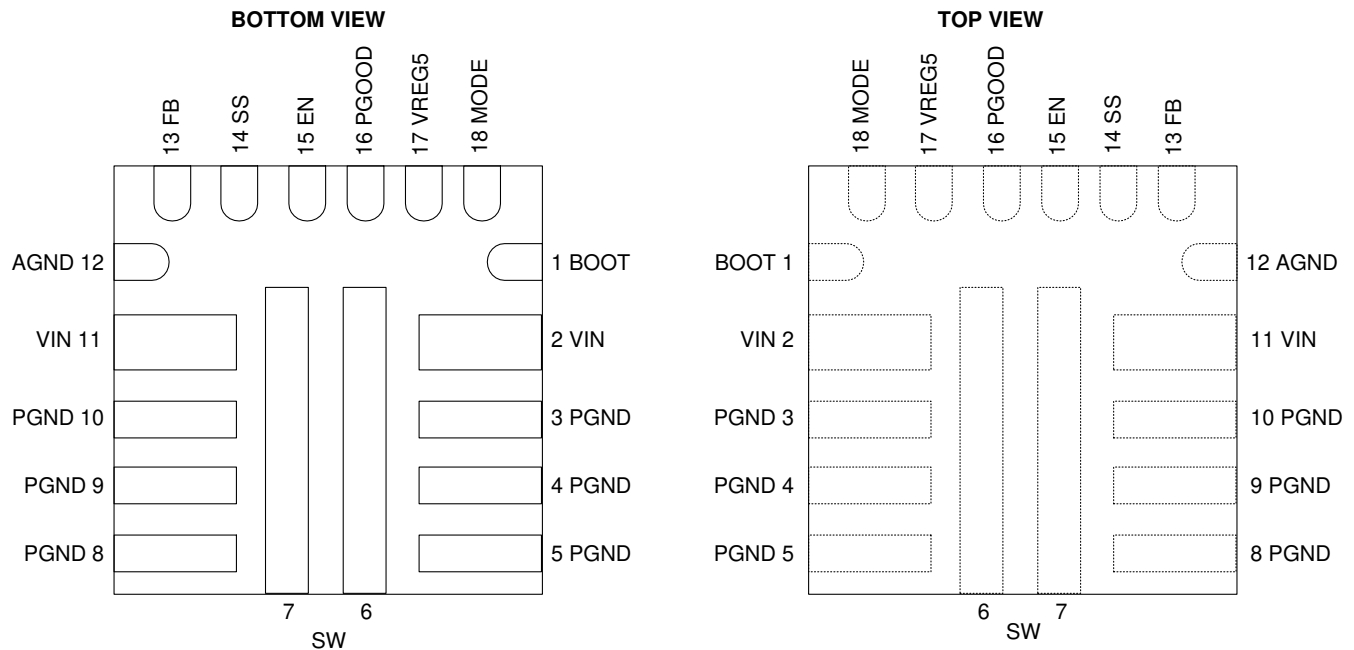 BOTTOM VIEW
13 FB
14 SS
15 EN
16 PGOOD
17 VREG5
18 MODE
AGND 12
1 BOOT
VIN 11
2 VIN
PGND 10
3 PGND
PGND 9
4 PGND
PGND 8
5 PGND
7
6
SW
TOP VIEW
18 MODE
17 VREG5
16 PGOOD
15 EN
14 SS
13 FB
BOOT 1
12 AGND
VIN 2
11 VIN
PGND 3
10 PGND
PGND 4
9 PGND
PGND 5
8 PGND
6
7
SW